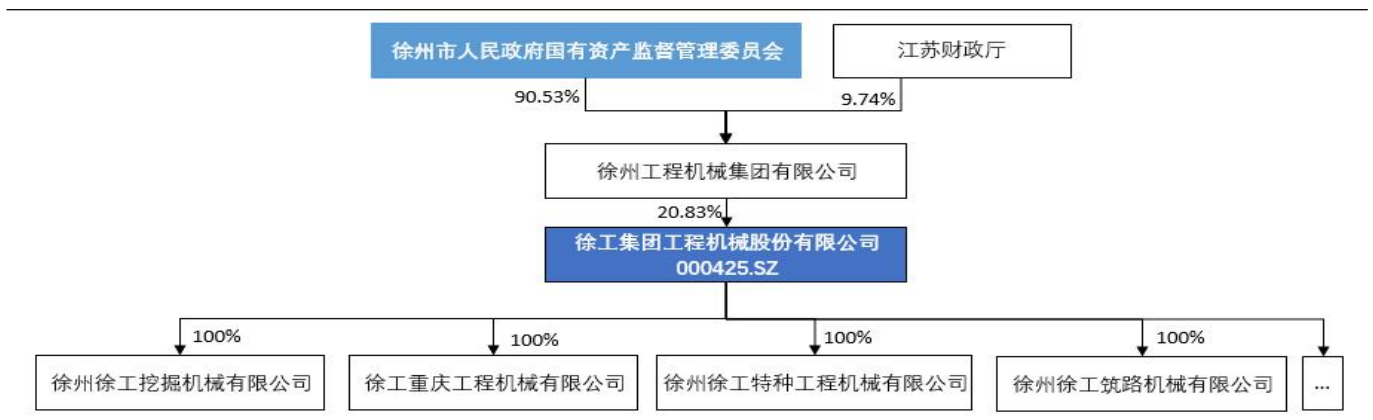 徐州市人民政府国有资产监督管理委员会
江苏财政厅
90.53%
9.74%
徐州工程机械集团有限公司
20.83%
徐工集团工程机械股份有限公司
000425.SZ
100%
100%
100%
100%
徐州徐工挖掘机械有限公司
徐工重庆工程机械有限公司
徐州徐工特种工程机械有限公司
徐州徐工筑路机械有限公司
...